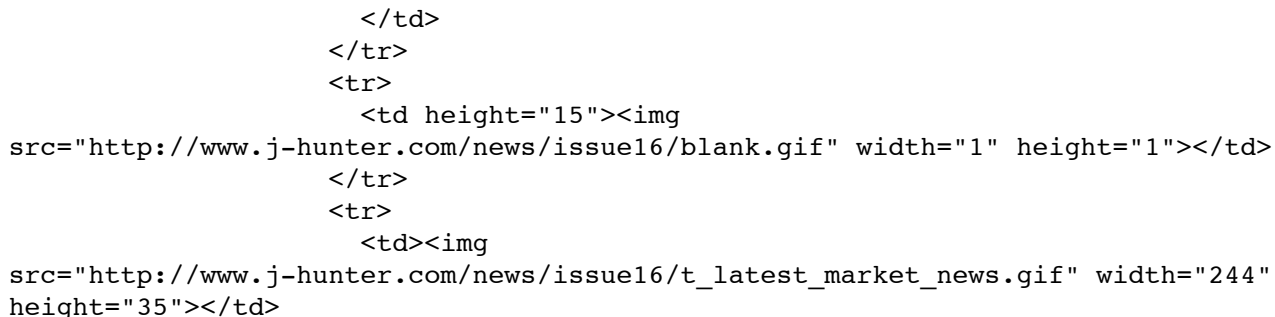 </td>
</tr>
<tr>
<td height="15"><img
src="http://www.j-hunter.com/news/issue16/blank.gif" width="1" height="1"></td>
</tr>
<tr>
<td><img
src="http://www.j-hunter.com/news/issue16/t_latest_market_news.gif" width="244"
height="35"></td>